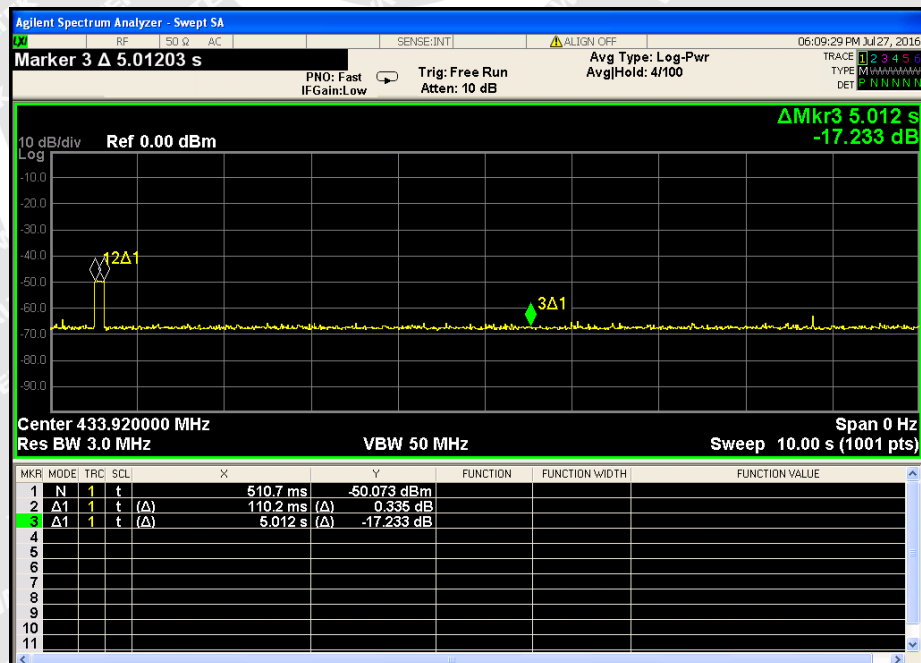 Agilent Spectrum Analyzer - Swept SA
LXI RF 50 Ω AC SENSE:INT ALIGN OFF 06:09:29 PM Jul 27, 2016
Marker 3 Δ 5.01203 s
Avg Type: Log-Pwr
TRACE 1 2 3 4 5 6
PNO: Fast Trig: Free Run Avg|Hold: 4/100
TYPE M W W W W W
IFGain:Low Atten: 10 dB
DET P N N N N N
ΔMkr3 5.012 s
-17.233 dB
10 dB/div Ref 0.00 dBm
Log
-10.0
-20.0
-30.0
-40.0
12Δ1
-50.0
-60.0
3Δ1
-70.0
-80.0
-90.0
Center 433.920000 MHz Span 0 Hz
Res BW 3.0 MHz VBW 50 MHz Sweep 10.00 s (1001 pts)
MKR MODE TRC SCL X Y FUNCTION FUNCTION WIDTH FUNCTION VALUE
1 N 1 t 510.7 ms -50.073 dBm
2 Δ1 1 t (Δ) 110.2 ms (Δ) 0.335 dB
3 Δ1 1 t (Δ) 5.012 s (Δ) -17.233 dB
4
5
6
7
8
9
10
11